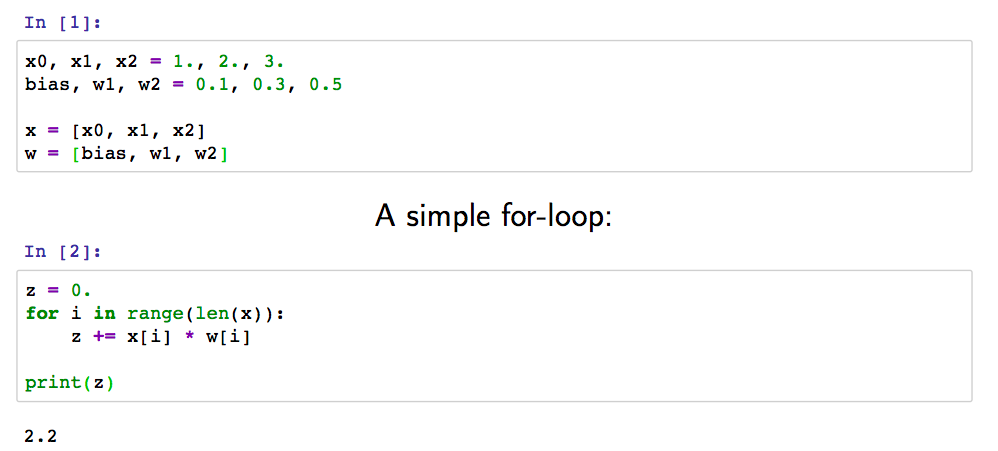 In [1]:
x0, x1, x2 = 1., 2., 3.
bias, w1, w2 = 0.1, 0.3, 0.5
x = [x0, x1, x2]
w = [bias, w1, w2]
A simple for-loop:
In [2]:
z = 0.
for i in range(len(x)):
    z += x[i] * w[i]
print(z)
2.2